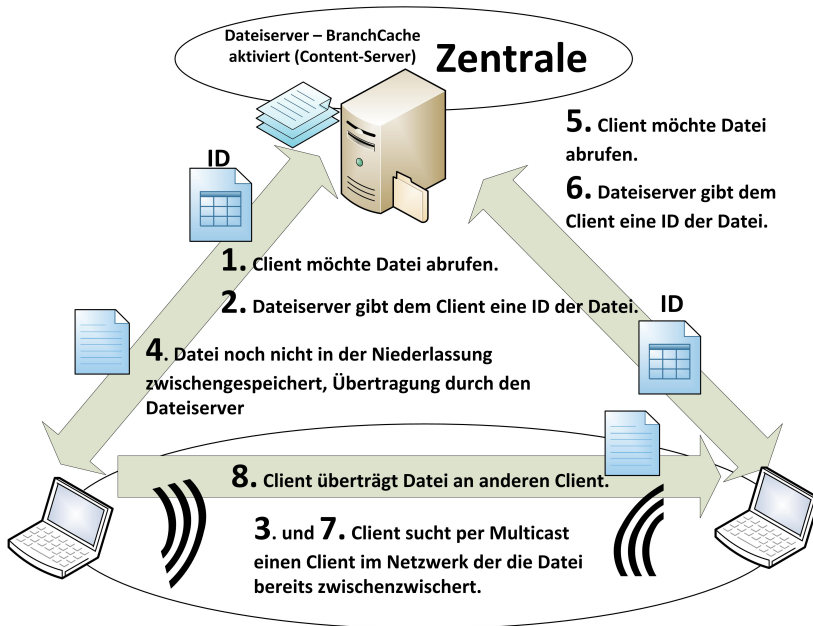 Dateiserver – BranchCache
aktiviert (Content-Server)
Zentrale
5. Client möchte Datei
abrufen.
6. Dateiserver gibt dem
Client eine ID der Datei.
ID
1. Client möchte Datei abrufen.
2. Dateiserver gibt dem Client eine ID der Datei.
ID
4. Datei noch nicht in der Niederlassung
zwischengespeichert, Übertragung durch den
Dateiserver
8. Client überträgt Datei an anderen Client.
3. und 7. Client sucht per Multicast
einen Client im Netzwerk der die Datei
bereits zwischenzwischert.